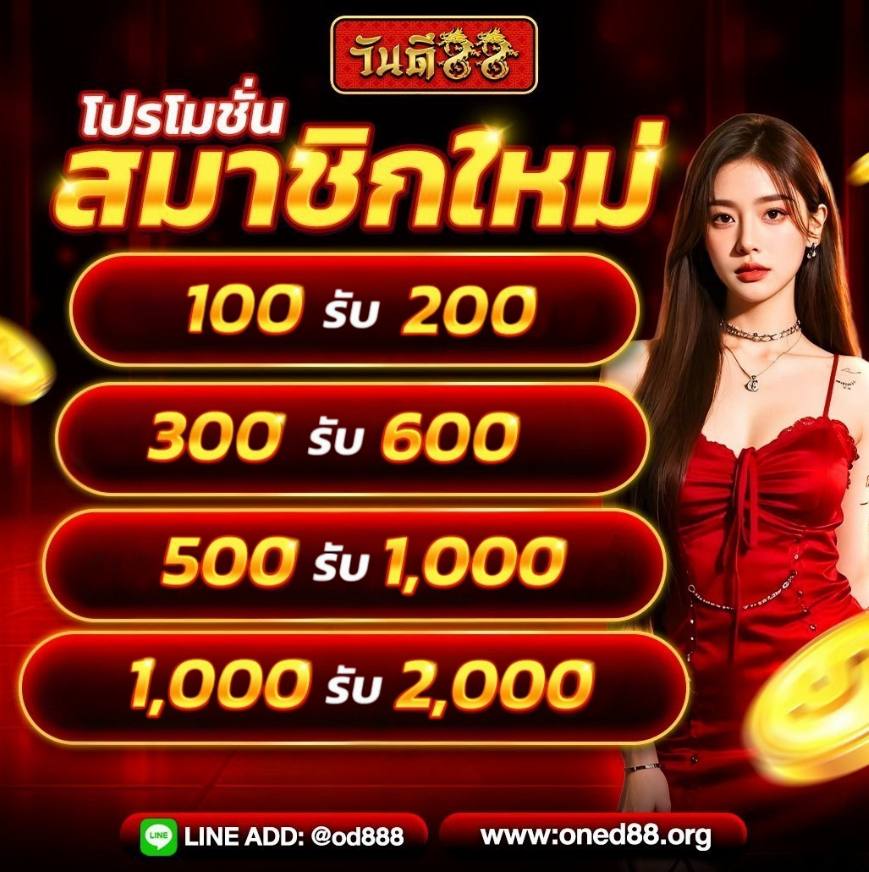 วันดี88
โปรโมชั่น
สมาชิกใหม่
100 รับ 200
300 รับ 600
500 รับ 1,000
1,000 รับ 2,000
LINE LINE ADD: @od888
www:oned88.org